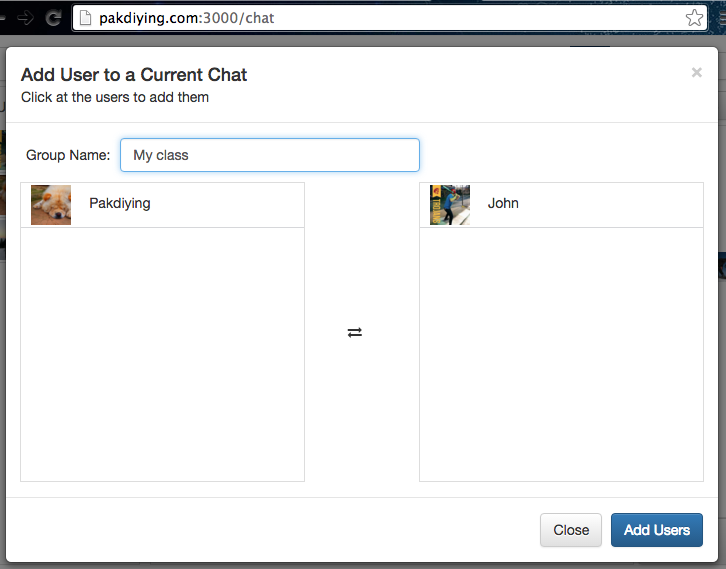 pakdiying.com:3000/chat
Add User to a Current Chat
×
Click at the users to add them
Group Name: My class
Pakdiying
John
Close Add Users